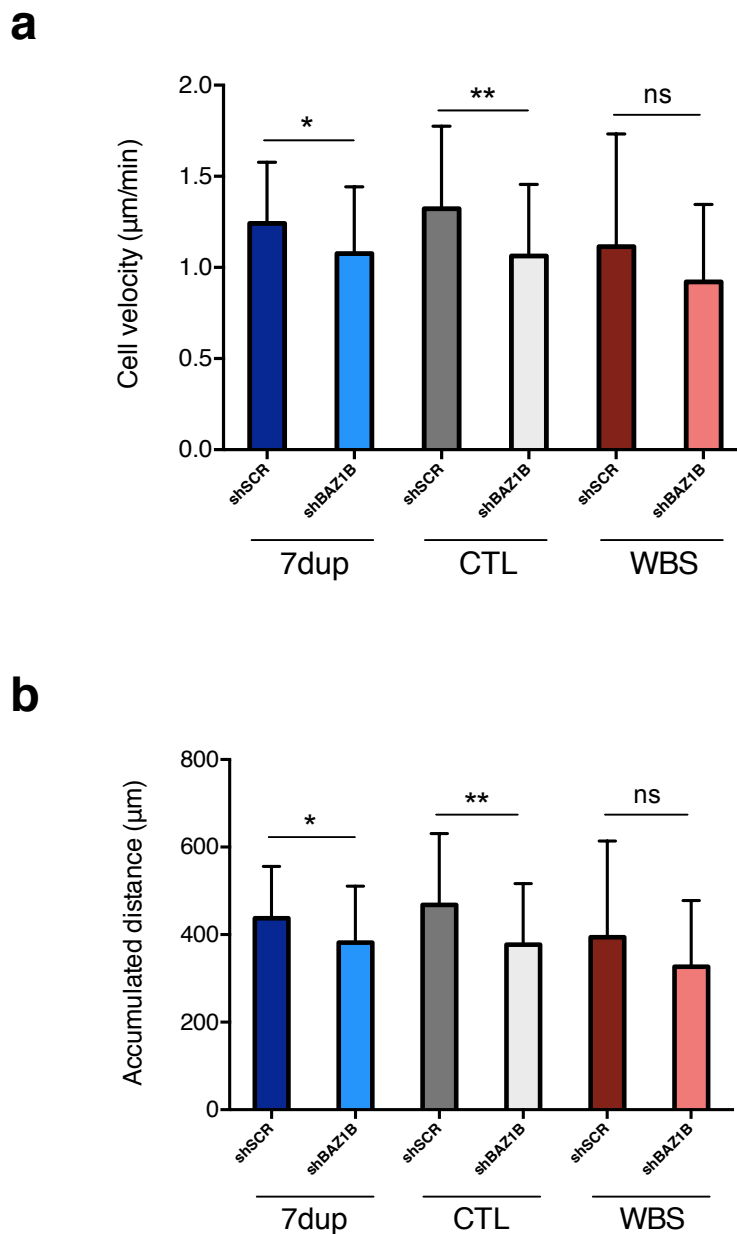 a
Cell velocity (µm/min)
2.0
1.5
1.0
0.5
0.0
*
**
ns
shSCR
shBAZ1B
shSCR
shBAZ1B
shSCR
shBAZ1B
7dup
CTL
WBS
b
Accumulated distance (µm)
800
600
400
200
0
*
**
ns
shSCR
shBAZ1B
shSCR
shBAZ1B
shSCR
shBAZ1B
7dup
CTL
WBS